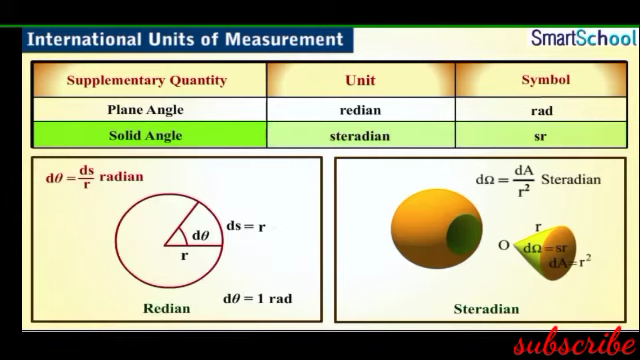 International Units of Measurement
SmartSchool
Supplementary Quantity Unit Symbol
Plane Angle redian rad
Solid Angle steradian sr
dθ = ds/r radian
ds = r
dθ
r
dθ = 1 rad
Redian
dΩ = dA/r² Steradian
r
O
dΩ = sr
dA = r²
Steradian
subscribe